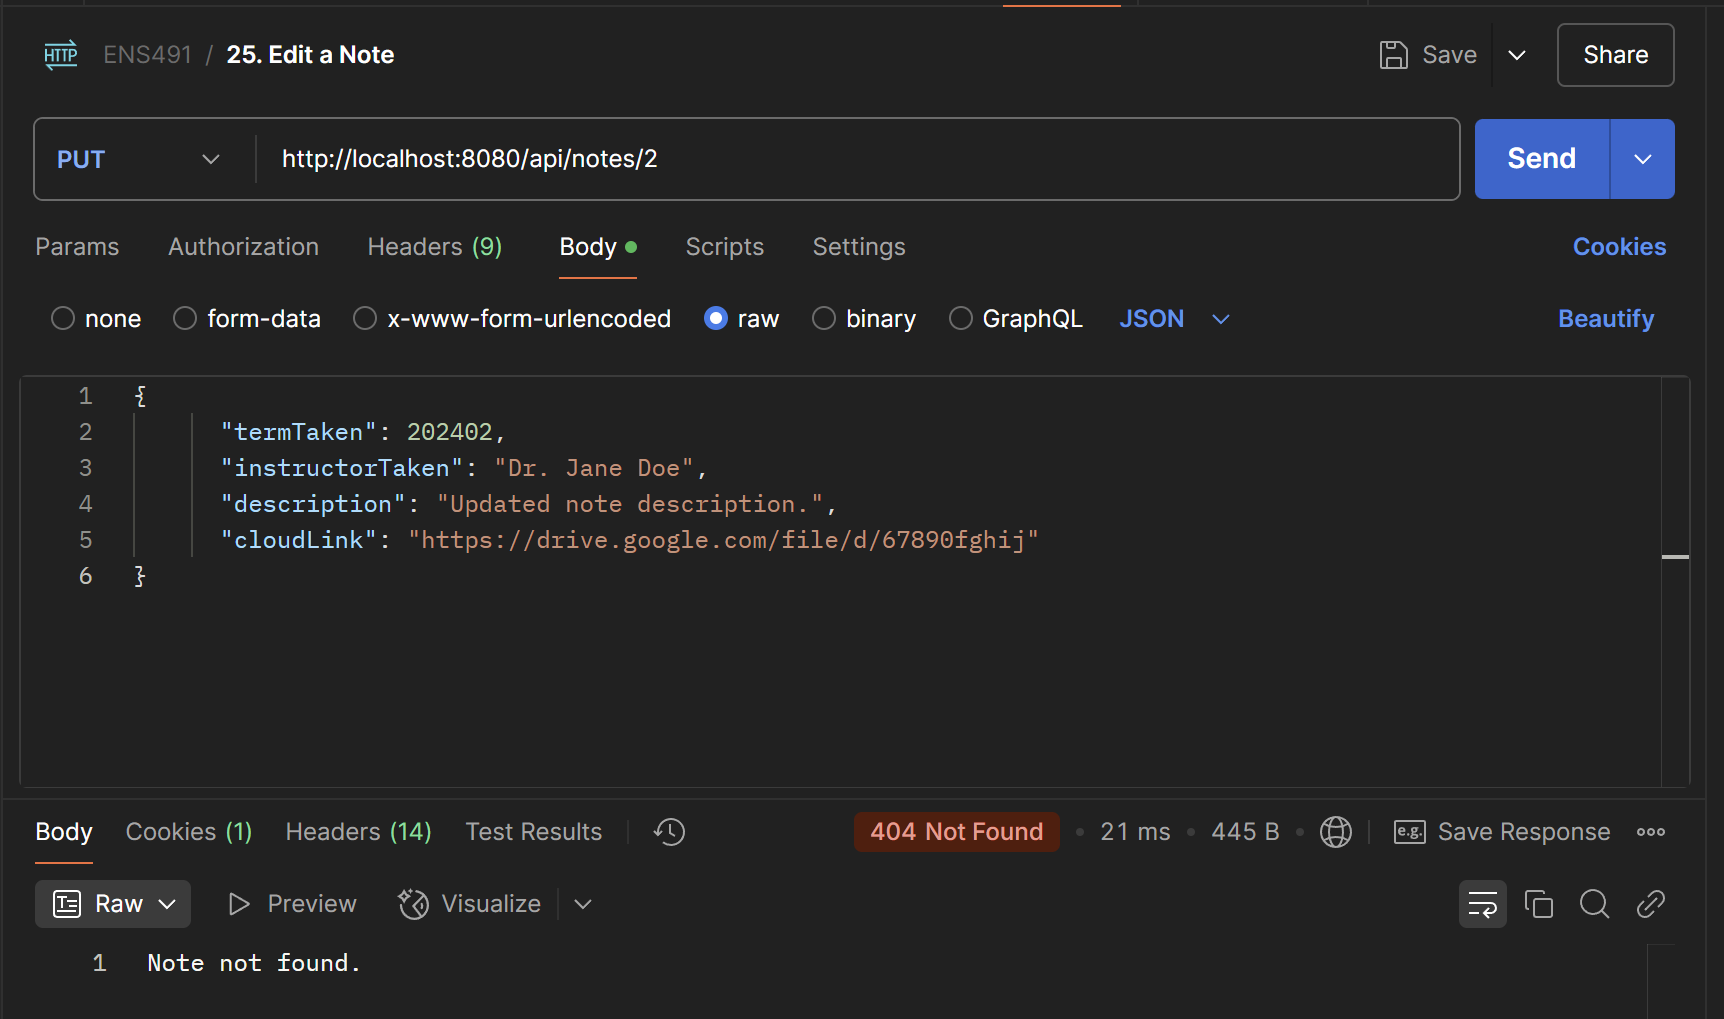 HTTP ENS491 / 25. Edit a Note Save Share
PUT http://localhost:8080/api/notes/2 Send
Params Authorization Headers (9) Body Scripts Settings Cookies
none form-data x-www-form-urlencoded raw binary GraphQL JSON Beautify
1 {
2 "termTaken": 202402,
3 "instructorTaken": "Dr. Jane Doe",
4 "description": "Updated note description.",
5 "cloudLink": "https://drive.google.com/file/d/67890fghij"
6 }
Body Cookies (1) Headers (14) Test Results 404 Not Found • 21 ms • 445 B • e.g. Save Response
Raw Preview Visualize
1 Note not found.